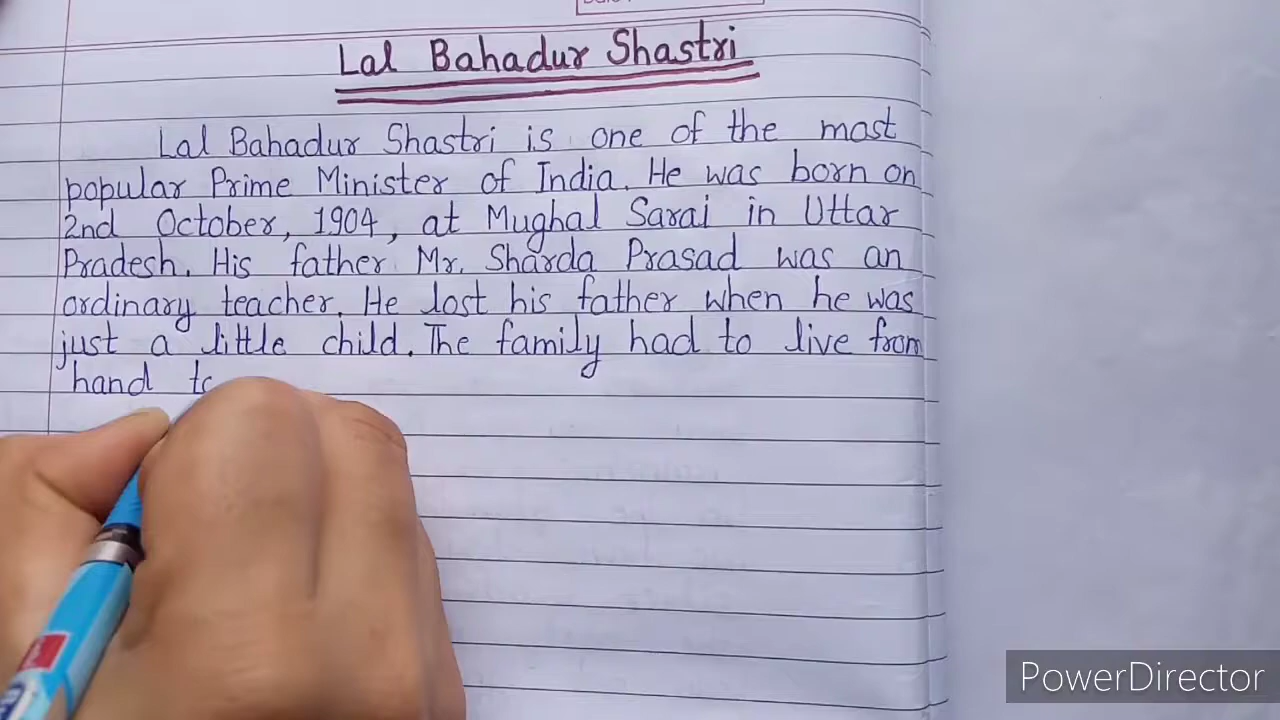 Lal Bahadur Shastri
Lal Bahadur Shastri is one of the most
popular Prime Minister of India. He was born on
2nd October, 1904, at Mughal Sarai in Uttar
Pradesh. His father Mr. Sharda Prasad was an
ordinary teacher. He lost his father when he was
just a little child. The family had to live from
hand to
PowerDirector